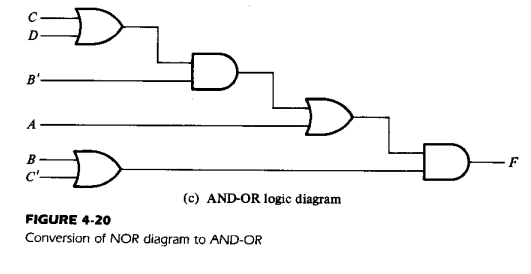 C
D
B'
A
B
C'
F
(c) AND-OR logic diagram
FIGURE 4-20
Conversion of NOR diagram to AND-OR